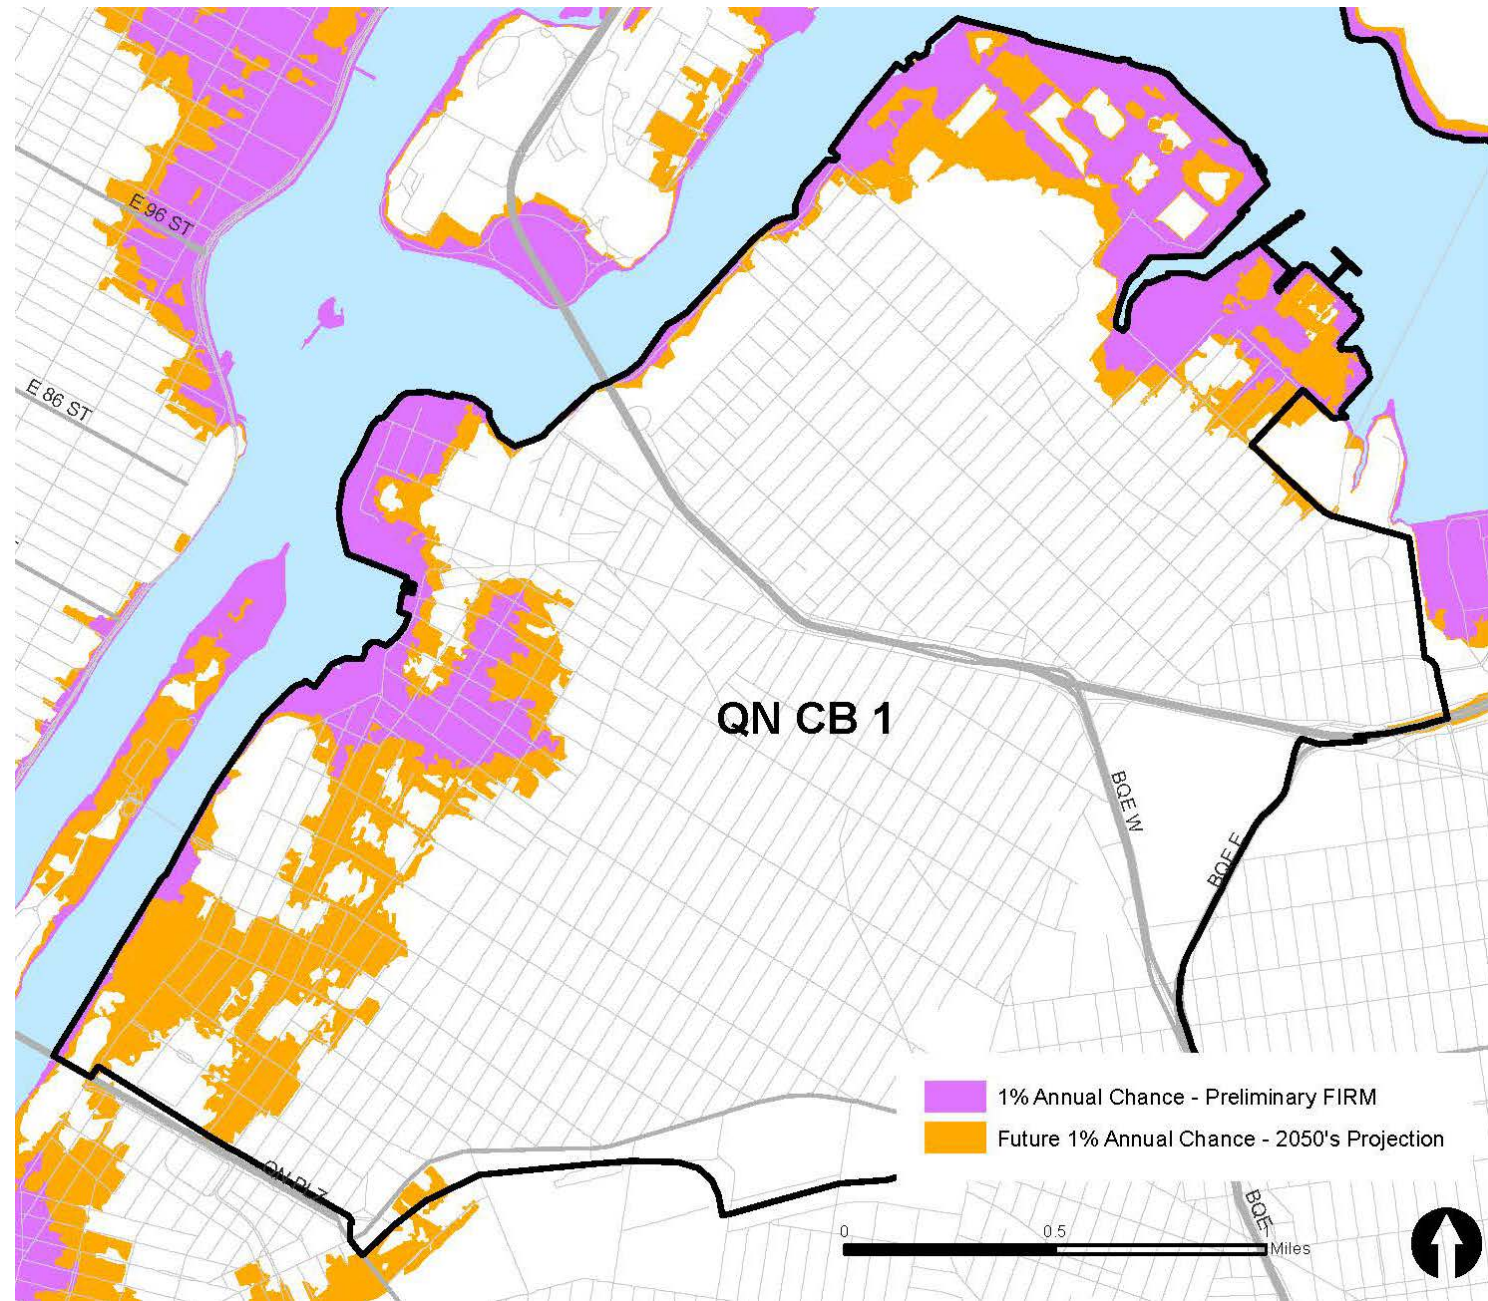 E 96 ST
E 86 ST
QN CB 1
BQE W
BQE E
1% Annual Chance - Preliminary FIRM
Future 1% Annual Chance - 2050's Projection
QN PLZ
BQE
0 0.5 1
Miles